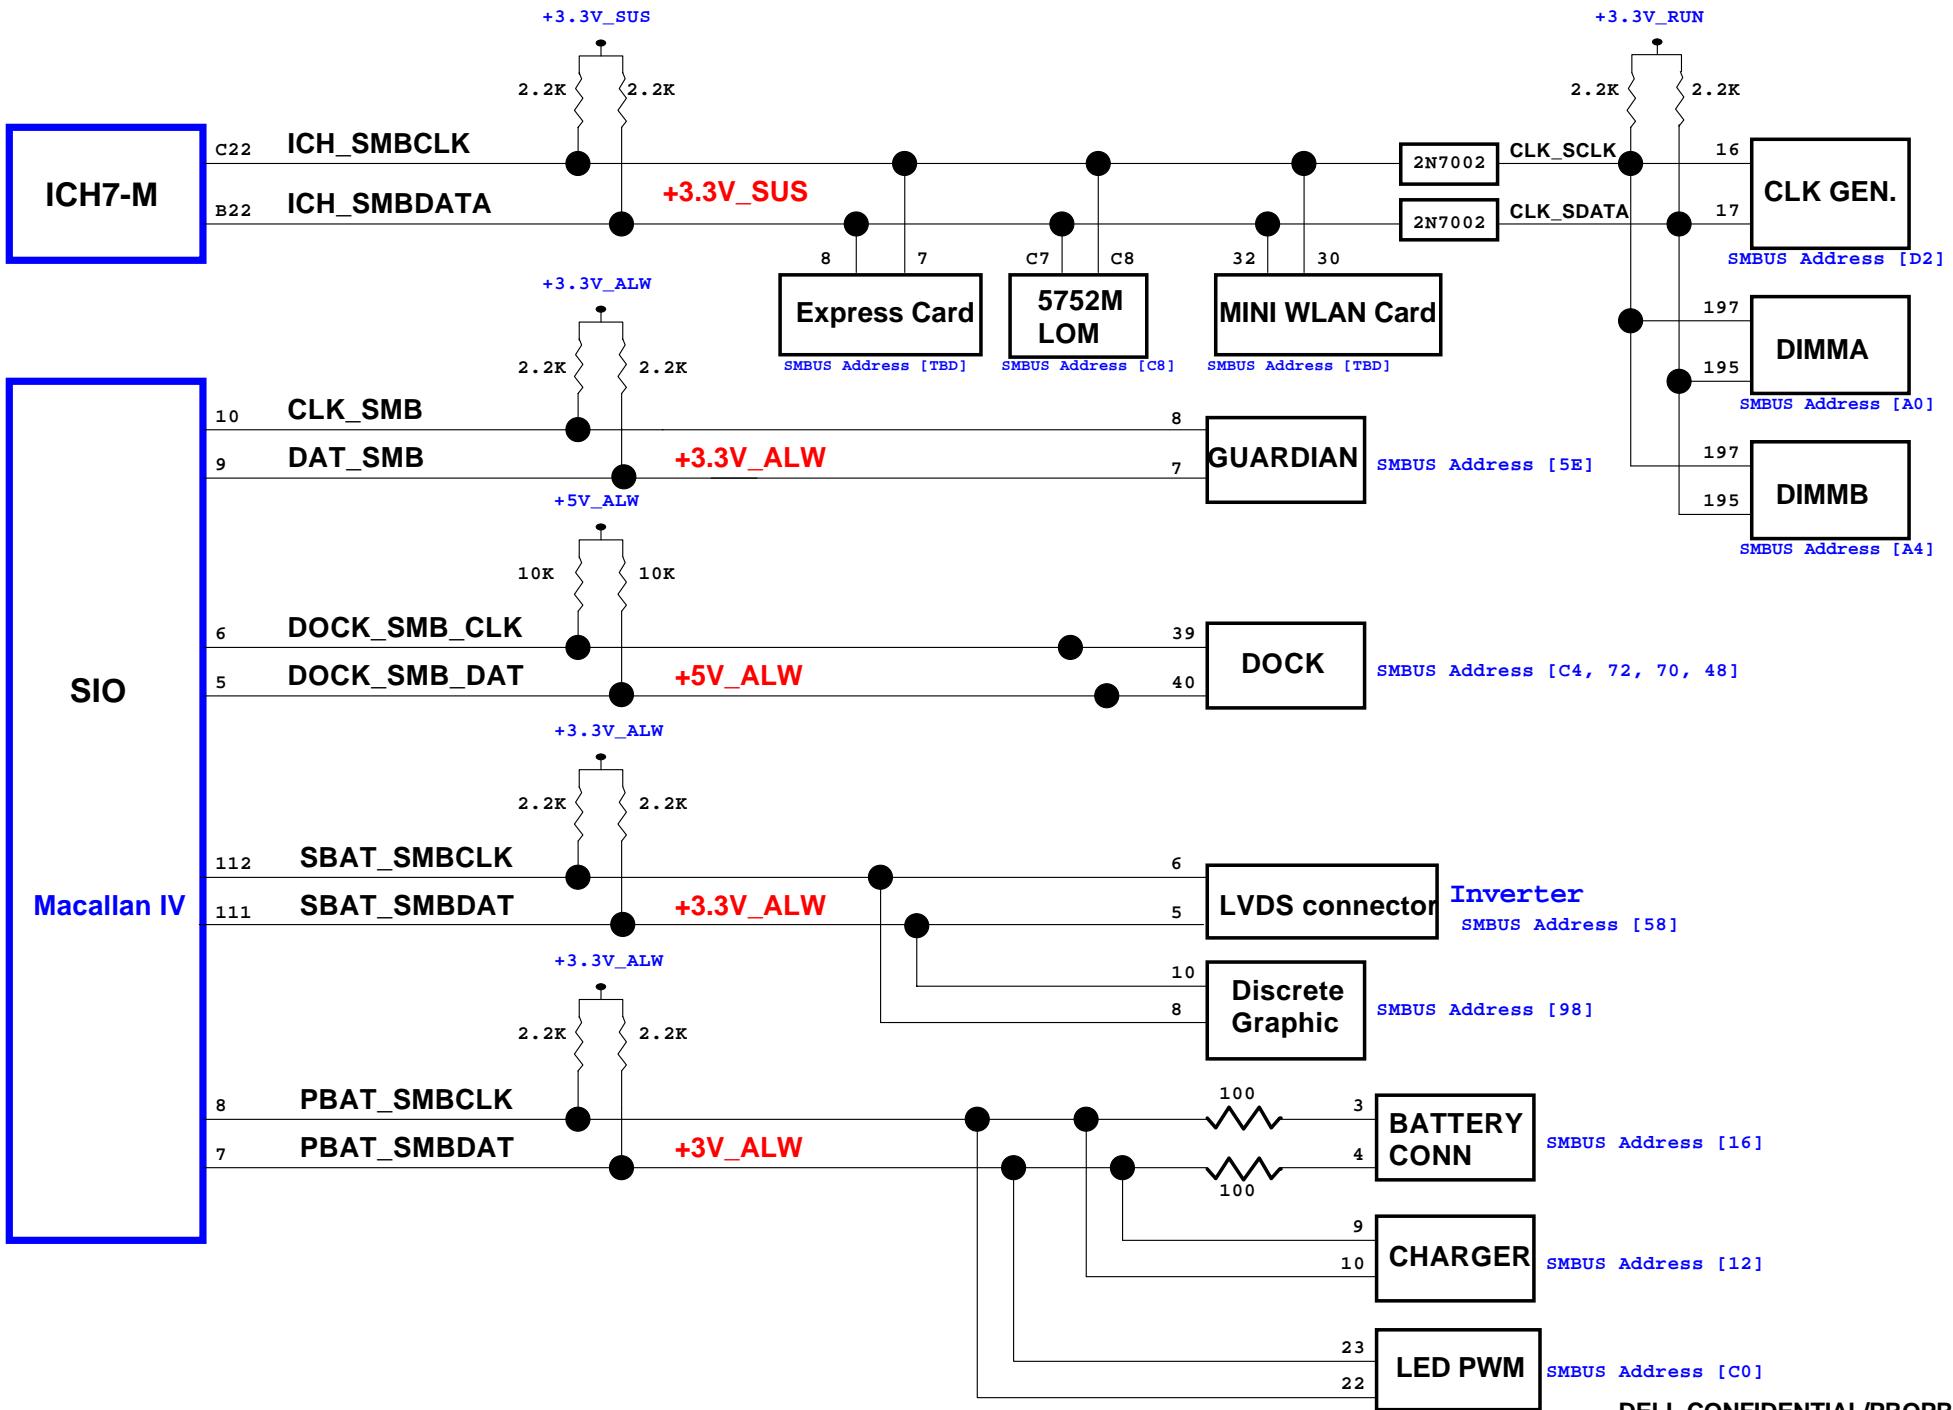 +3.3V_SUS
+3.3V_RUN
2.2K 2.2K
2.2K 2.2K
ICH7-M
C22 ICH_SMBCLK
B22 ICH_SMBDATA
+3.3V_SUS
2N7002 CLK_SCLK
2N7002 CLK_SDATA
16
17
CLK GEN.
SMBUS Address [D2]
8 7
Express Card
SMBUS Address [TBD]
C7 C8
5752M
LOM
SMBUS Address [C8]
32 30
MINI WLAN Card
SMBUS Address [TBD]
197
195
DIMMA
SMBUS Address [A0]
197
195
DIMMB
SMBUS Address [A4]
+3.3V_ALW
2.2K 2.2K
SIO
Macallan IV
10 CLK_SMB
9 DAT_SMB
+3.3V_ALW
8
7
GUARDIAN
SMBUS Address [5E]
+5V_ALW
10K 10K
6 DOCK_SMB_CLK
5 DOCK_SMB_DAT
+5V_ALW
39
40
DOCK
SMBUS Address [C4, 72, 70, 48]
+3.3V_ALW
2.2K 2.2K
112 SBAT_SMBCLK
111 SBAT_SMBDAT
+3.3V_ALW
6
5
LVDS connector
Inverter
SMBUS Address [58]
10
8
Discrete
Graphic
SMBUS Address [98]
+3.3V_ALW
2.2K 2.2K
8 PBAT_SMBCLK
7 PBAT_SMBDAT
+3V_ALW
100
100
3
4
BATTERY
CONN
SMBUS Address [16]
9
10
CHARGER
SMBUS Address [12]
23
22
LED PWM
SMBUS Address [C0]
DELL CONFIDENTIAL/PROPR